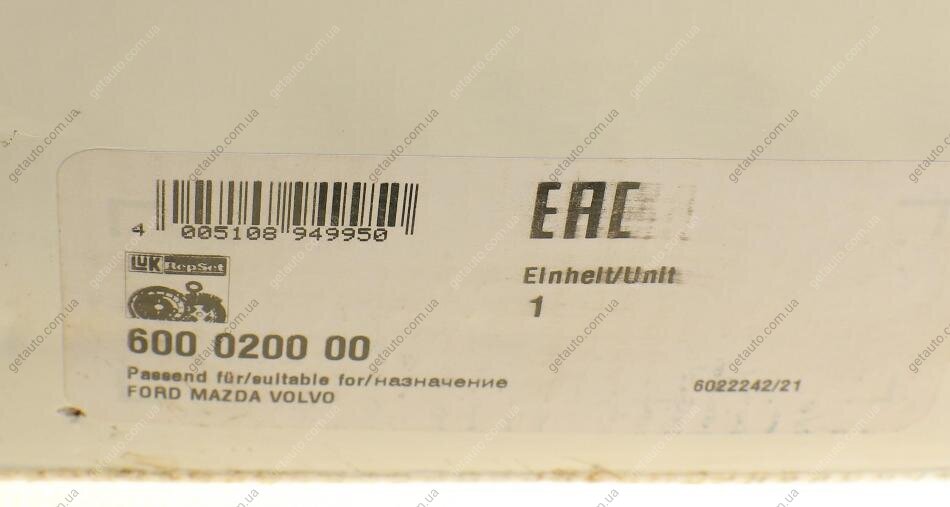 4 005108 949950
EAC
LuK RepSet
Einheit/Unit
1
600 0200 00
Passend für/suitable for/назначение
FORD MAZDA VOLVO
6022242/21
getauto.com.ua